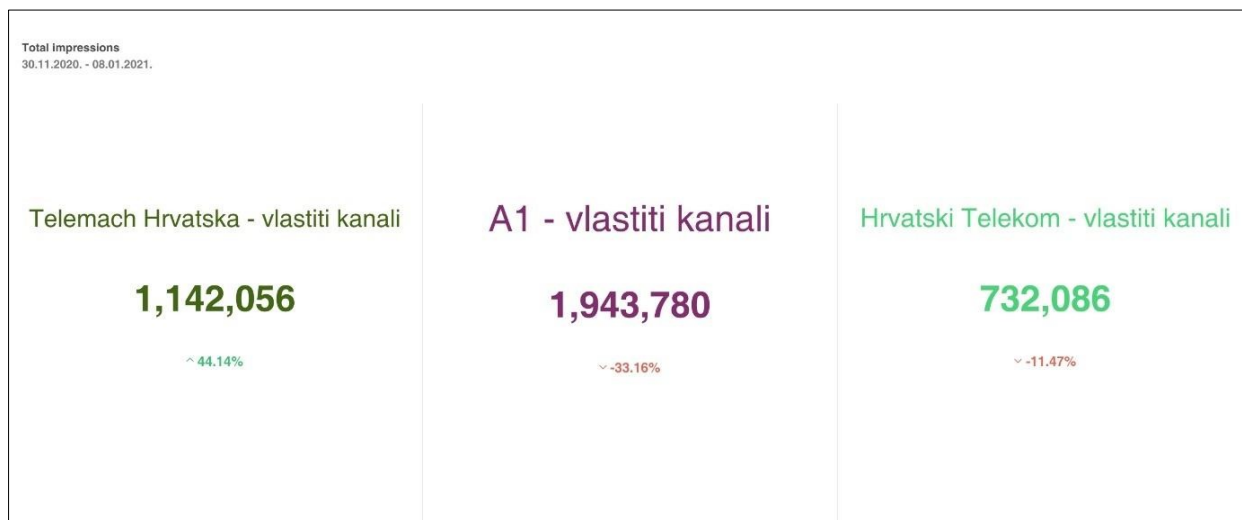 Total impressions
30.11.2020. - 08.01.2021.
Telemach Hrvatska - vlastiti kanali
1,142,056
^ 44.14%
A1 - vlastiti kanali
1,943,780
-33.16%
Hrvatski Telekom - vlastiti kanali
732,086
-11.47%